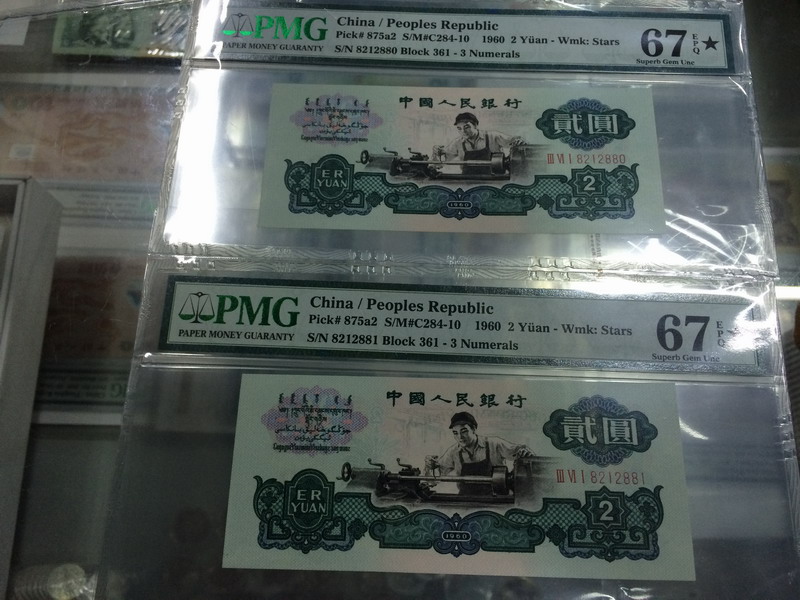 PMG
PAPER MONEY GUARANTY
China / Peoples Republic
Pick# 875a2 S/M#C284-10 1960 2 Yüan - Wmk: Stars
S/N 8212880 Block 361 - 3 Numerals
67 EPQ★
Superb Gem Unc
中國人民銀行
貳圓
III VI I 8212880
ER
YUAN
2
1960
PMG
PAPER MONEY GUARANTY
China / Peoples Republic
Pick# 875a2 S/M#C284-10 1960 2 Yüan - Wmk: Stars
S/N 8212881 Block 361 - 3 Numerals
67 EPQ★
Superb Gem Unc
中國人民銀行
貳圓
III VI I 8212881
ER
YUAN
2
1960